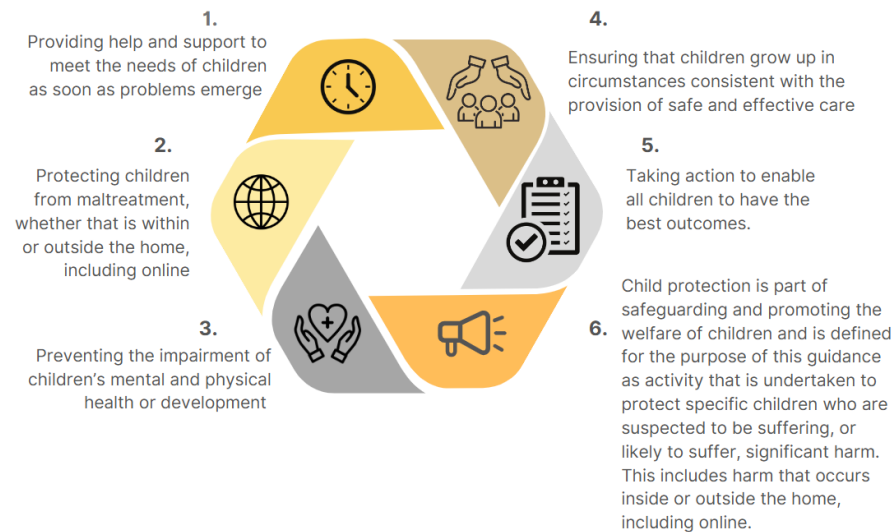 1.
Providing help and support to
meet the needs of children
as soon as problems emerge
2.
Protecting children
from maltreatment,
whether that is within
or outside the home,
including online
3.
Preventing the impairment of
children's mental and physical
health or development
4.
Ensuring that children grow up in
circumstances consistent with the
provision of safe and effective care
5.
Taking action to enable
all children to have the
best outcomes.
6.
Child protection is part of
safeguarding and promoting the
welfare of children and is defined
for the purpose of this guidance
as activity that is undertaken to
protect specific children who are
suspected to be suffering, or
likely to suffer, significant harm.
This includes harm that occurs
inside or outside the home,
including online.